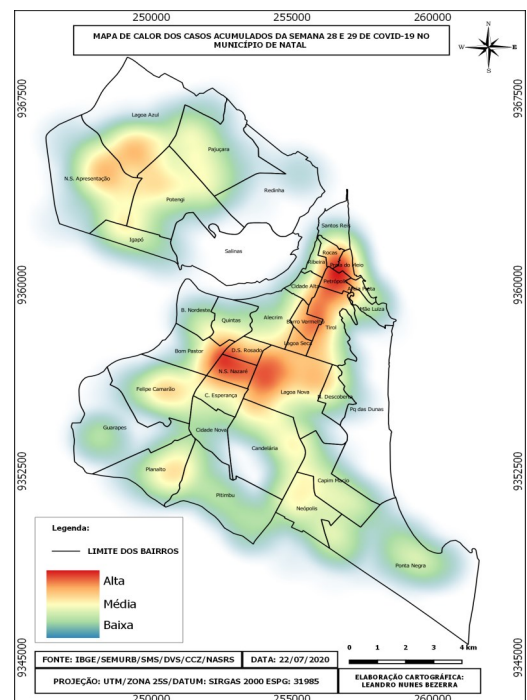 250000 255000 260000
MAPA DE CALOR DOS CASOS ACUMULADOS DA SEMANA 28 E 29 DE COVID-19 NO
MUNICÍPIO DE NATAL
N
W E
S
9367500
9367500
Lagoa Azul
Pajuçara
N.S. Apresentação
Redinha
Potengi
Igapó
Salinas
Santos Reis
Rocas
Ribeira
Praia do Meio
Petrópolis
Cidade Alta
9360000
9360000
Mãe Luiza
B. Nordeste
Quintas
Alecrim
Barro Vermelho
Tirol
Lagoa Seca
Bom Pastor
D.S. Rosado
N.S. Nazaré
Felipe Camarão
C. Esperança
Lagoa Nova
N. Descoberta
Pq das Dunas
Guarapes
Cidade Nova
Candelária
9352500
9352500
Planalto
Capim Macio
Pitimbu
Neópolis
Ponta Negra
Legenda:
LIMITE DOS BAIRROS
Alta
Média
Baixa
0 1 2 3 4 km
9345000
9345000
FONTE: IBGE/SEMURB/SMS/DVS/CCZ/NASRS
DATA: 22/07/2020
PROJEÇÃO: UTM/ZONA 25S/DATUM: SIRGAS 2000 ESPG: 31985
ELABORAÇÃO CARTOGRÁFICA:
LEANDRO NUNES BEZERRA
250000 255000 260000